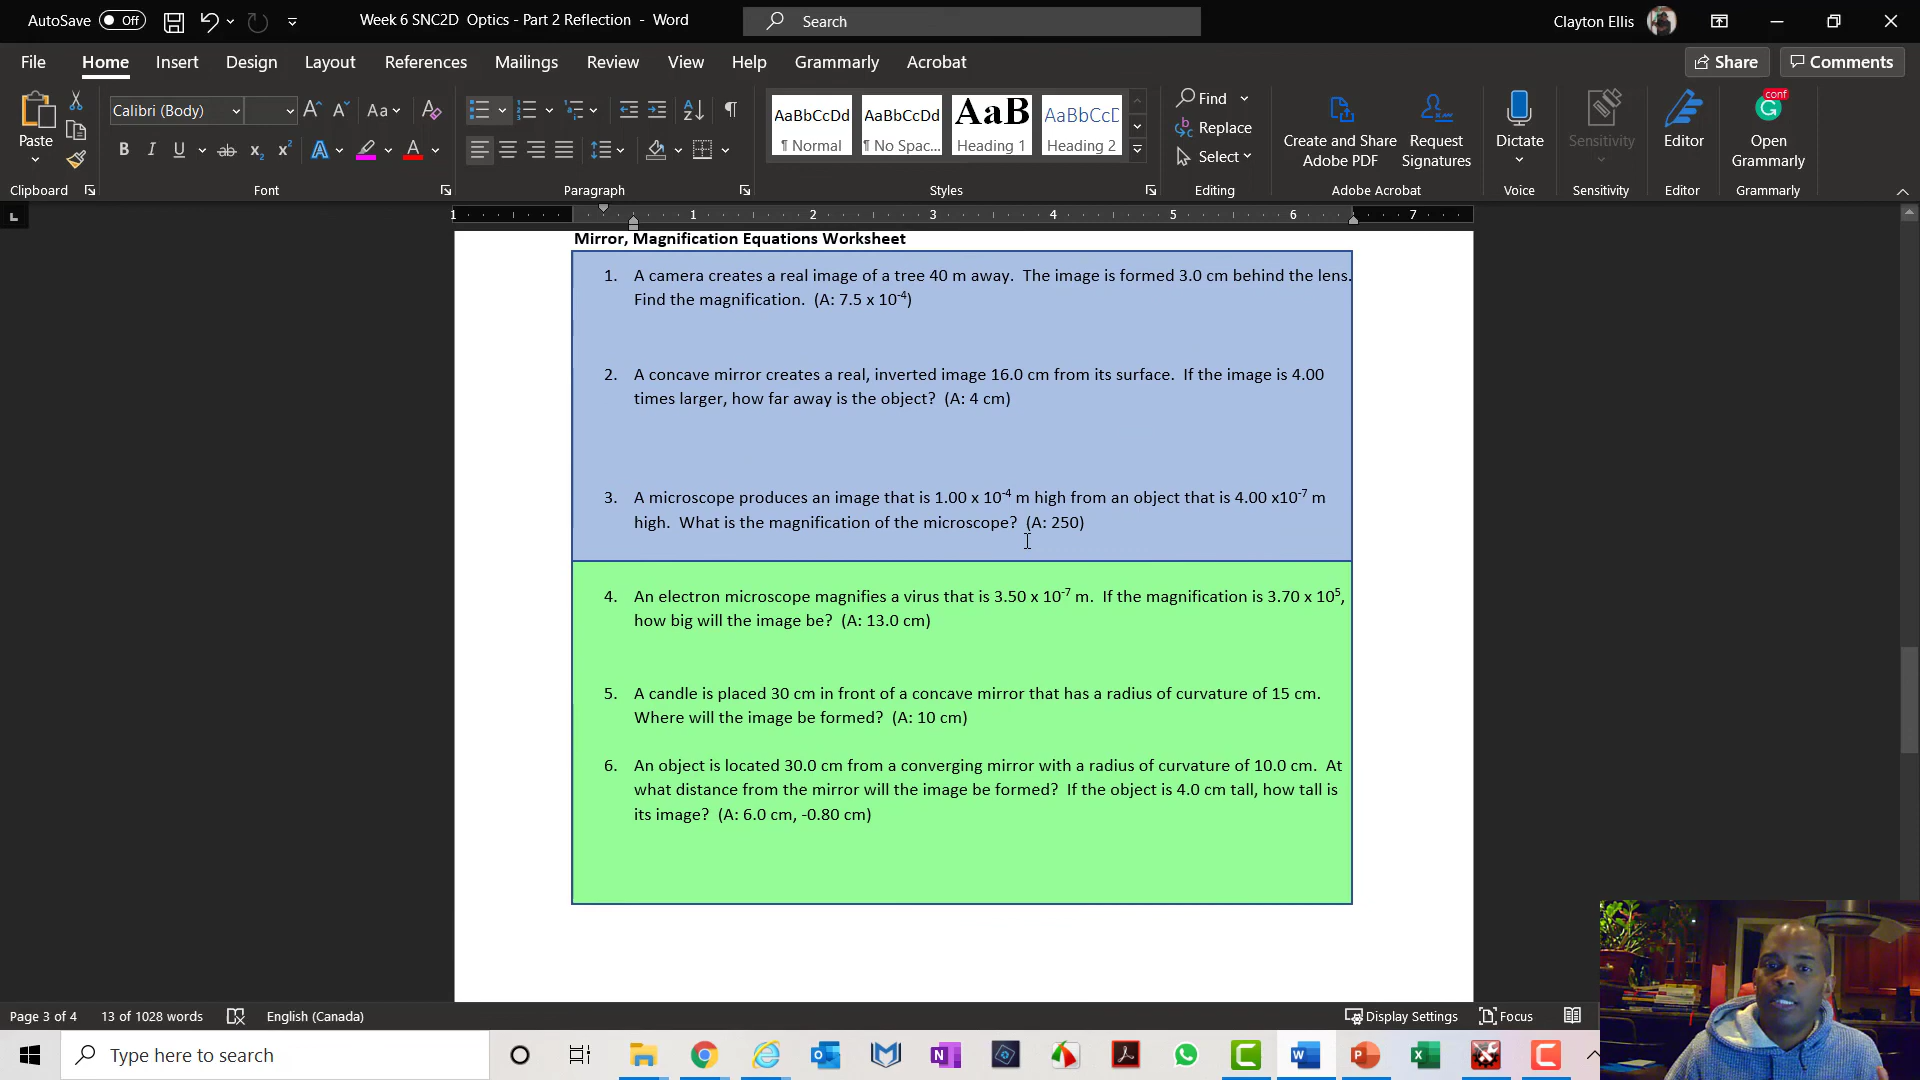 AutoSave Off
Week 6 SNC2D Optics - Part 2 Reflection - Word
Search
Clayton Ellis
File Home Insert Design Layout References Mailings Review View Help Grammarly Acrobat
Share Comments
Paste
Clipboard
Calibri (Body)
Aa
B I U ab x₂ x²
Font
Paragraph
AaBbCcDd AaBbCcDd AaB AaBbCcD
¶ Normal ¶ No Spac... Heading 1 Heading 2
Styles
Find
Replace
Select
Editing
Create and Share Adobe PDF
Request Signatures
Adobe Acrobat
Dictate
Voice
Sensitivity
Sensitivity
Editor
Editor
conf
Open Grammarly
Grammarly
1 1 2 3 4 5 6 7
Mirror, Magnification Equations Worksheet
1. A camera creates a real image of a tree 40 m away. The image is formed 3.0 cm behind the lens.
Find the magnification. (A: 7.5 x 10⁻⁴)
2. A concave mirror creates a real, inverted image 16.0 cm from its surface. If the image is 4.00
times larger, how far away is the object? (A: 4 cm)
3. A microscope produces an image that is 1.00 x 10⁻⁴ m high from an object that is 4.00 x10⁻⁷ m
high. What is the magnification of the microscope? (A: 250)
4. An electron microscope magnifies a virus that is 3.50 x 10⁻⁷ m. If the magnification is 3.70 x 10⁵,
how big will the image be? (A: 13.0 cm)
5. A candle is placed 30 cm in front of a concave mirror that has a radius of curvature of 15 cm.
Where will the image be formed? (A: 10 cm)
6. An object is located 30.0 cm from a converging mirror with a radius of curvature of 10.0 cm. At
what distance from the mirror will the image be formed? If the object is 4.0 cm tall, how tall is
its image? (A: 6.0 cm, -0.80 cm)
Page 3 of 4 13 of 1028 words English (Canada)
Display Settings Focus
Type here to search